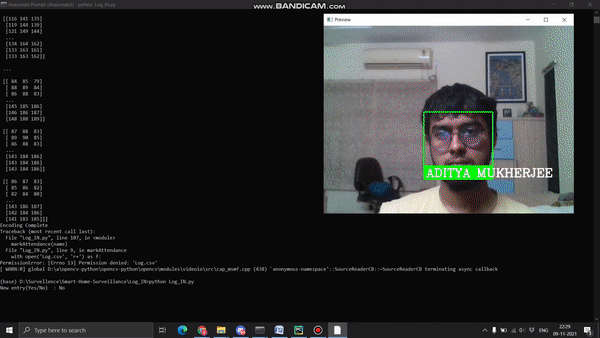 Anaconda Prompt (Anaconda3) - python Log_IN.py
WWW.BANDICAM.COM
[[116 141 135]
[119 144 139]
[121 149 144]
...
[134 164 162]
[133 163 161]
[133 163 162]]
...
[[ 88 85 79]
[ 88 89 84]
[ 86 88 83]
...
[145 185 186]
[146 186 187]
[148 188 189]]
[[ 87 88 83]
[ 89 90 85]
[ 86 88 83]
...
[143 184 186]
[143 184 186]
[143 184 186]]
[[ 86 87 83]
[ 85 86 82]
[ 82 84 80]
...
[143 186 187]
[142 184 186]
[141 183 185]]]
Encoding Complete
Traceback (most recent call last):
File "Log_IN.py", line 107, in <module>
markAttendance(name)
File "Log_IN.py", line 9, in markAttendance
with open('Log.csv', 'r+') as f:
PermissionError: [Errno 13] Permission denied: 'Log.csv'
[ WARN:0] global D:\a\opencv-python\opencv-python\opencv\modules\videoio\src\cap_msmf.cpp (438) `anonymous-namespace'::SourceReaderCB::~SourceReaderCB terminating async callback
(base) D:\Survellence\Smart-Home-Surveillance\Log_IN>python Log_IN.py
New entry(Yes/No) : No
Preview
ADITYA MUKHERJEE
Type here to search
ENG
22:29
09-11-2021